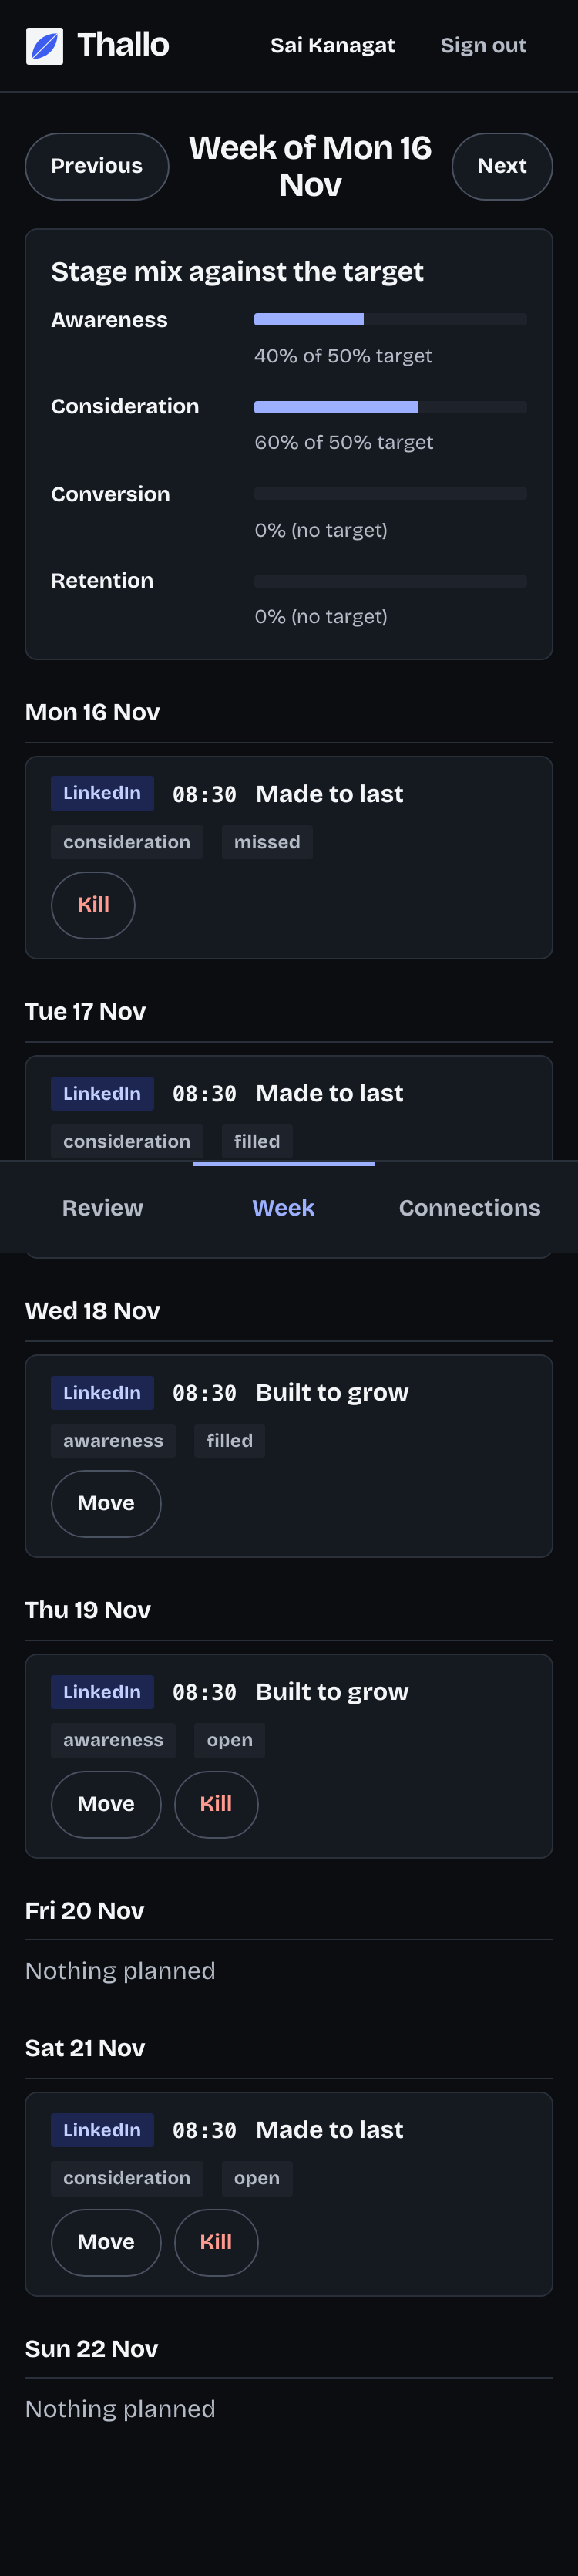 Thallo
Sai Kanagat
Sign out
Previous
Week of Mon 16
Nov
Next
Stage mix against the target
Awareness
40% of 50% target
Consideration
60% of 50% target
Conversion
0% (no target)
Retention
0% (no target)
Mon 16 Nov
LinkedIn 08:30 Made to last
consideration missed
Kill
Tue 17 Nov
LinkedIn 08:30 Made to last
consideration filled
Review Week Connections
Wed 18 Nov
LinkedIn 08:30 Built to grow
awareness filled
Move
Thu 19 Nov
LinkedIn 08:30 Built to grow
awareness open
Move Kill
Fri 20 Nov
Nothing planned
Sat 21 Nov
LinkedIn 08:30 Made to last
consideration open
Move Kill
Sun 22 Nov
Nothing planned